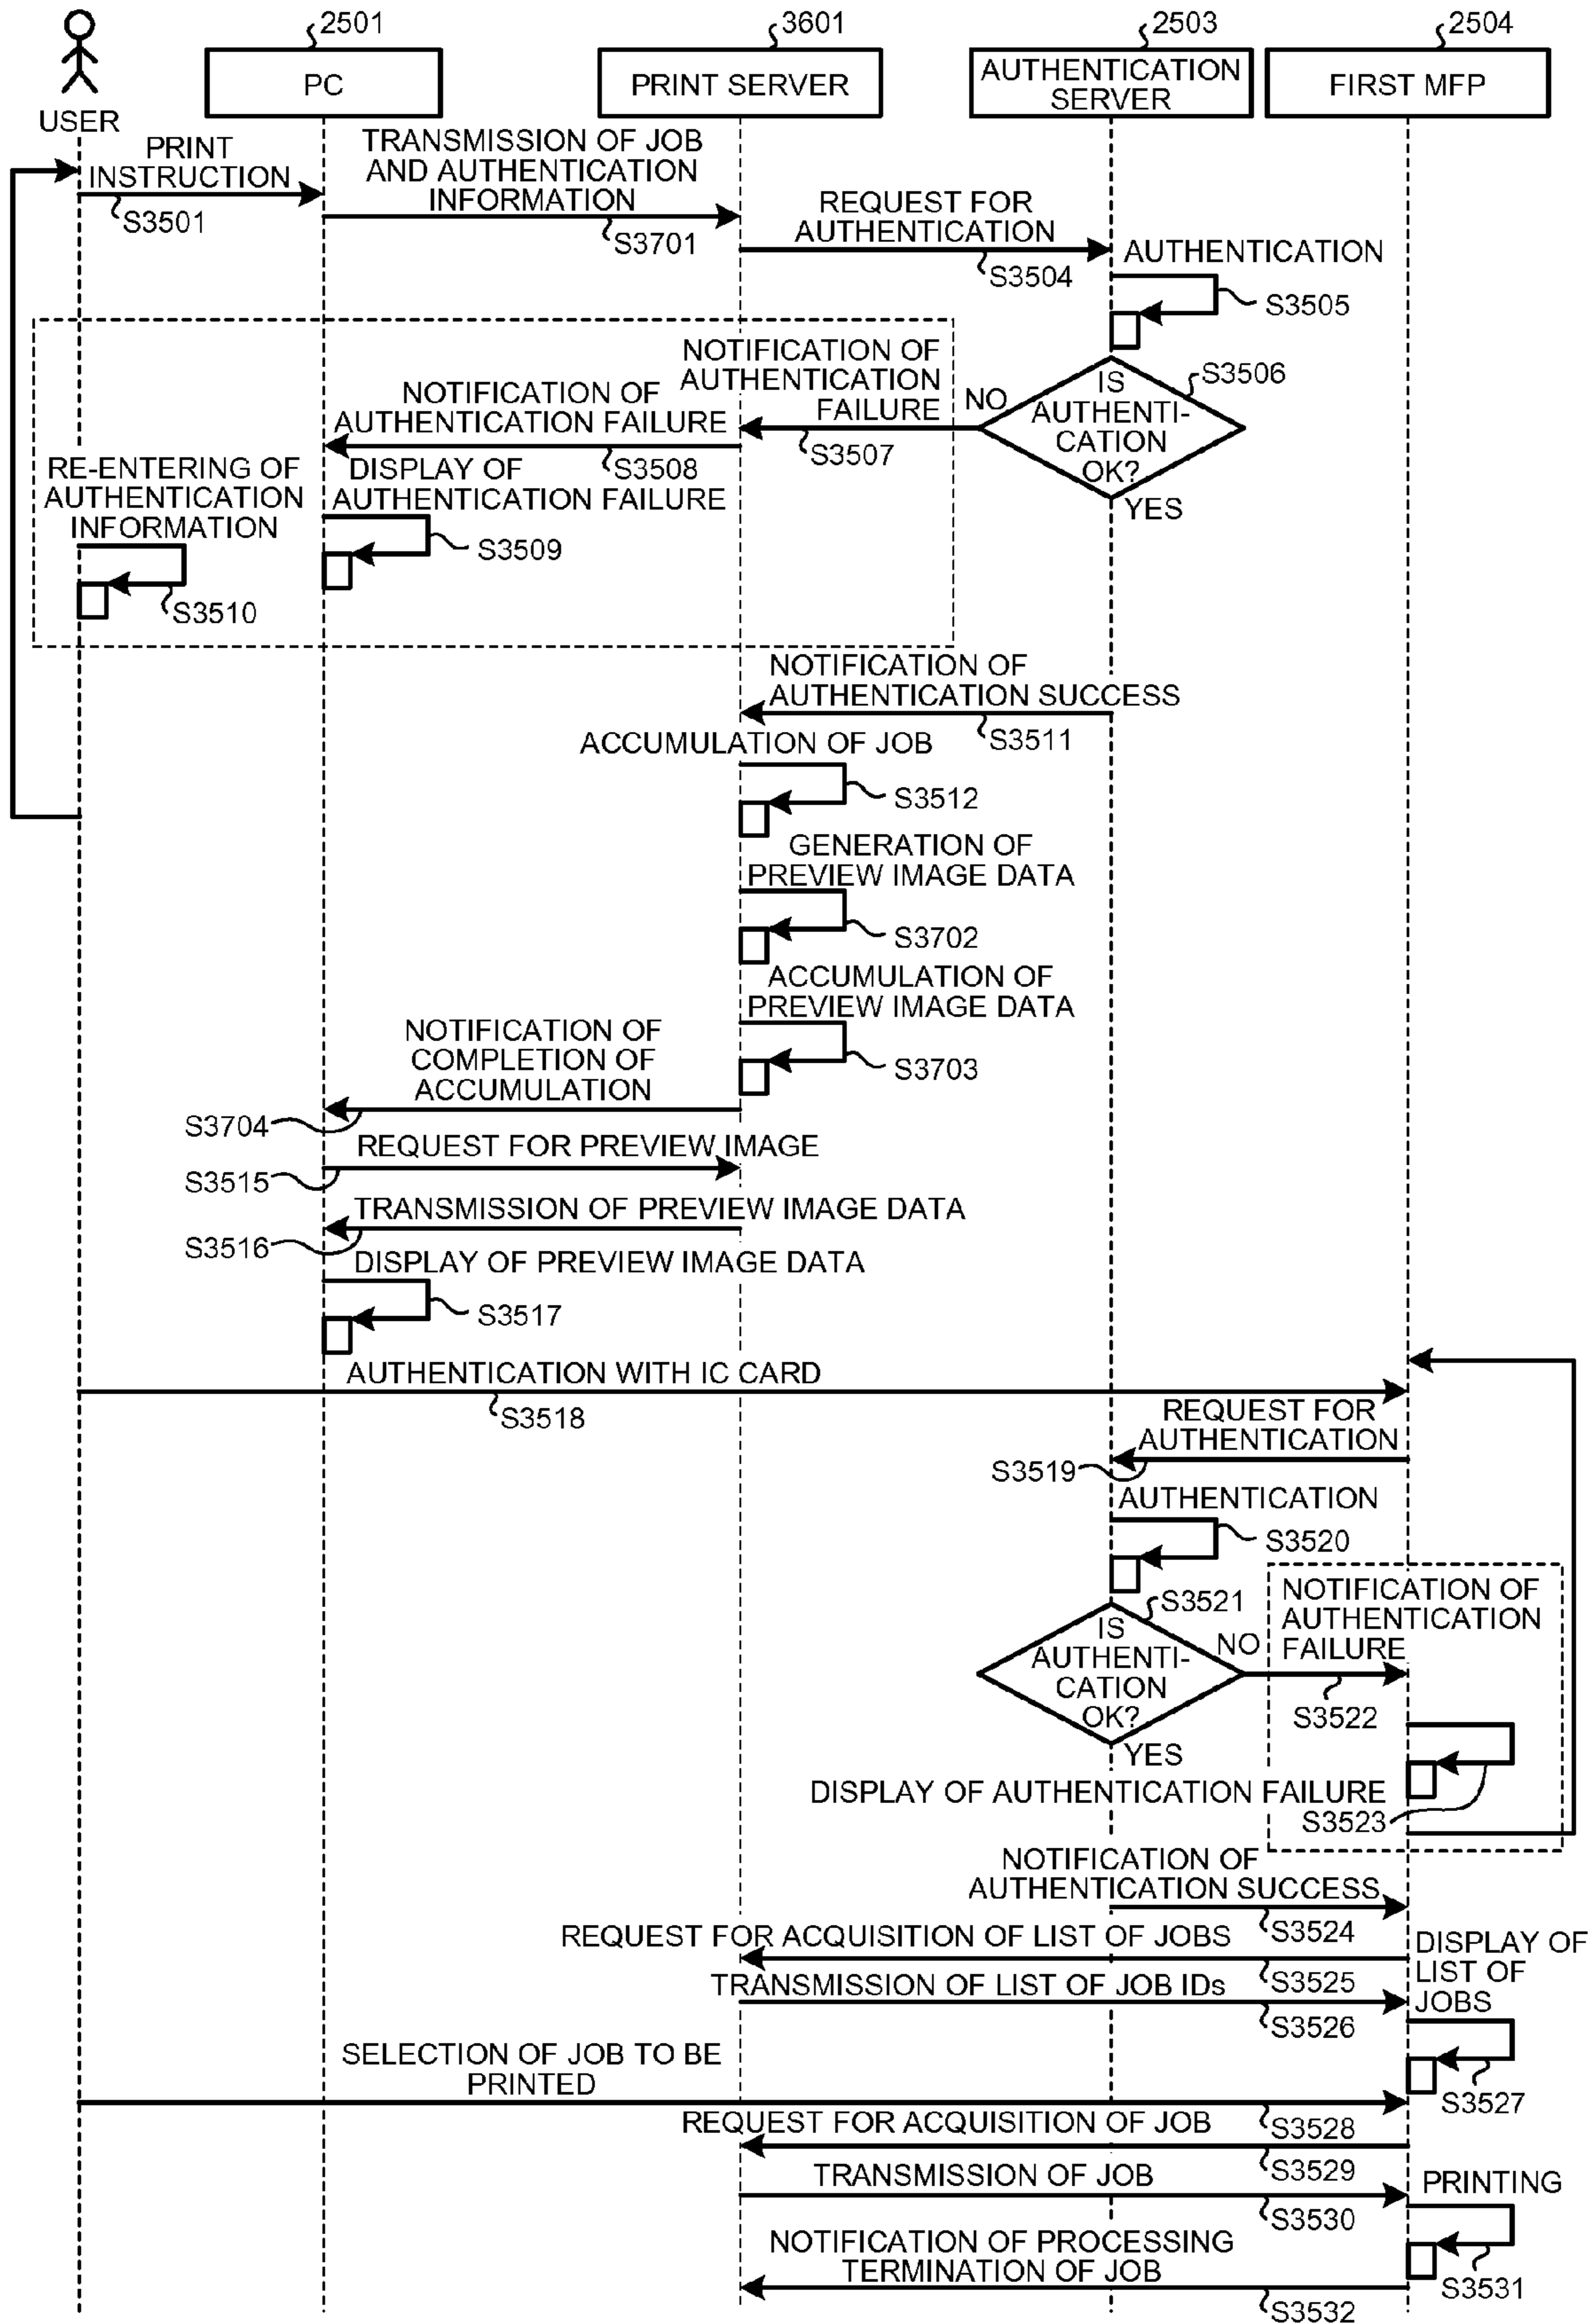 2501
3601
2503
2504
PC
PRINT SERVER
AUTHENTICATION
SERVER
FIRST MFP
USER
PRINT
INSTRUCTION
S3501
TRANSMISSION OF JOB
AND AUTHENTICATION
INFORMATION
S3701
REQUEST FOR
AUTHENTICATION
S3504
AUTHENTICATION
S3505
IS
AUTHENTI-
CATION
OK?
S3506
NO
YES
NOTIFICATION OF
AUTHENTICATION
FAILURE
S3507
NOTIFICATION OF
AUTHENTICATION FAILURE
S3508
DISPLAY OF
AUTHENTICATION FAILURE
S3509
RE-ENTERING OF
AUTHENTICATION
INFORMATION
S3510
NOTIFICATION OF
AUTHENTICATION SUCCESS
S3511
ACCUMULATION OF JOB
S3512
GENERATION OF
PREVIEW IMAGE DATA
S3702
ACCUMULATION OF
PREVIEW IMAGE DATA
S3703
NOTIFICATION OF
COMPLETION OF
ACCUMULATION
S3704
REQUEST FOR PREVIEW IMAGE
S3515
TRANSMISSION OF PREVIEW IMAGE DATA
S3516
DISPLAY OF PREVIEW IMAGE DATA
S3517
AUTHENTICATION WITH IC CARD
S3518
REQUEST FOR
AUTHENTICATION
S3519
AUTHENTICATION
S3520
IS
AUTHENTI-
CATION
OK?
S3521
NO
YES
NOTIFICATION OF
AUTHENTICATION
FAILURE
S3522
DISPLAY OF AUTHENTICATION FAILURE
S3523
NOTIFICATION OF
AUTHENTICATION SUCCESS
S3524
REQUEST FOR ACQUISITION OF LIST OF JOBS
S3525
TRANSMISSION OF LIST OF JOB IDs
S3526
DISPLAY OF
LIST OF
JOBS
S3527
SELECTION OF JOB TO BE
PRINTED
S3528
REQUEST FOR ACQUISITION OF JOB
S3529
TRANSMISSION OF JOB
S3530
PRINTING
S3531
NOTIFICATION OF PROCESSING
TERMINATION OF JOB
S3532